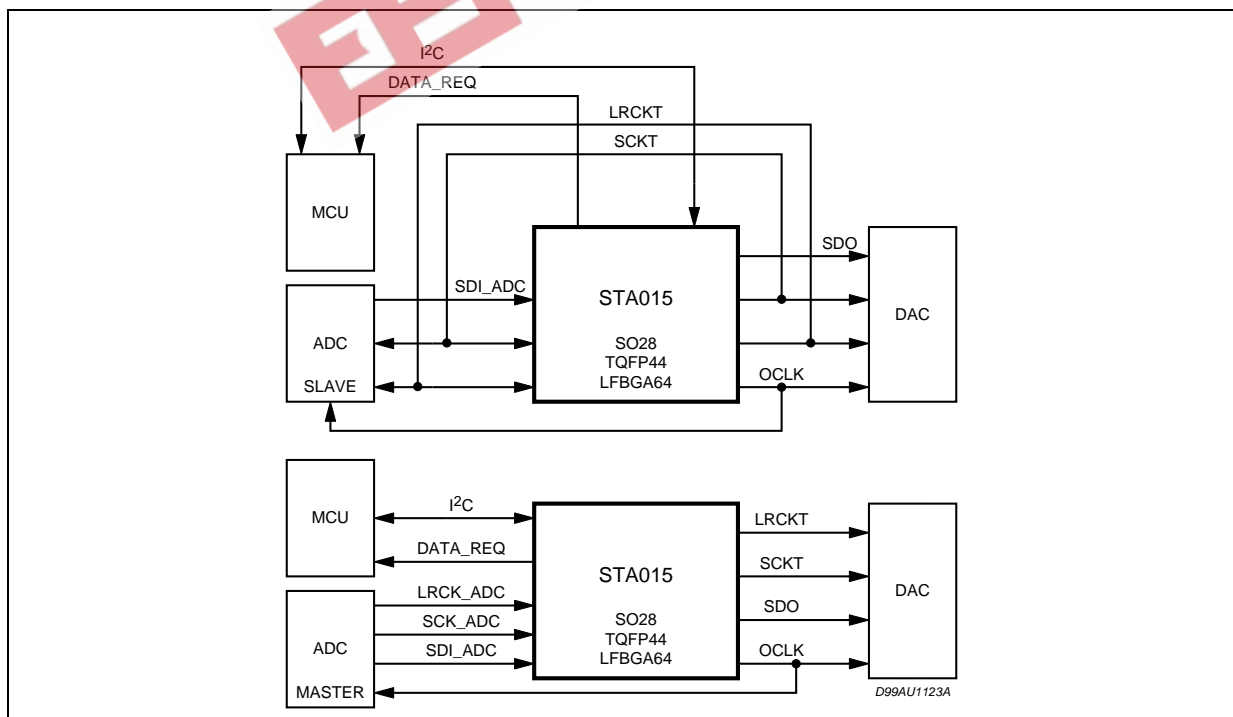 I²C
DATA_REQ
LRCKT
SCKT
MCU
SDO
SDI_ADC
STA015
DAC
ADC
SO28
TQFP44
LFBGA64
SLAVE
OCLK
MCU
I²C
LRCKT
DATA_REQ
STA015
SCKT
DAC
LRCK_ADC
SCK_ADC
SO28
SDO
TQFP44
ADC
SDI_ADC
LFBGA64
OCLK
MASTER
D99AU1123A